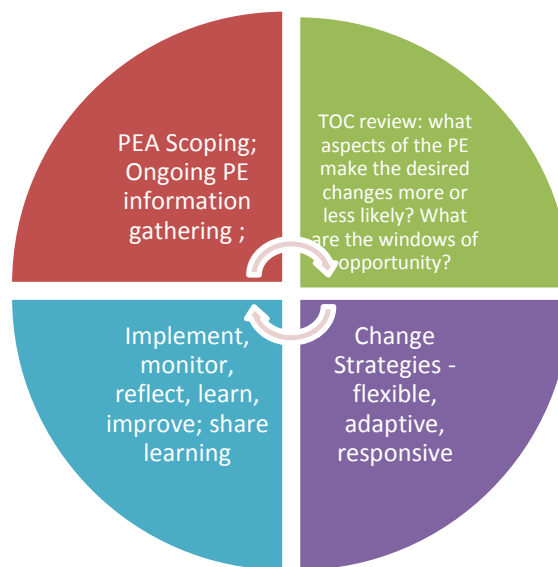 PEA Scoping;
Ongoing PE
information
gathering ;
TOC review: what
aspects of the PE
make the desired
changes more or
less likely? What
are the windows of
opportunity?
Implement,
monitor,
reflect, learn,
improve; share
learning
Change
Strategies -
flexible,
adaptive,
responsive